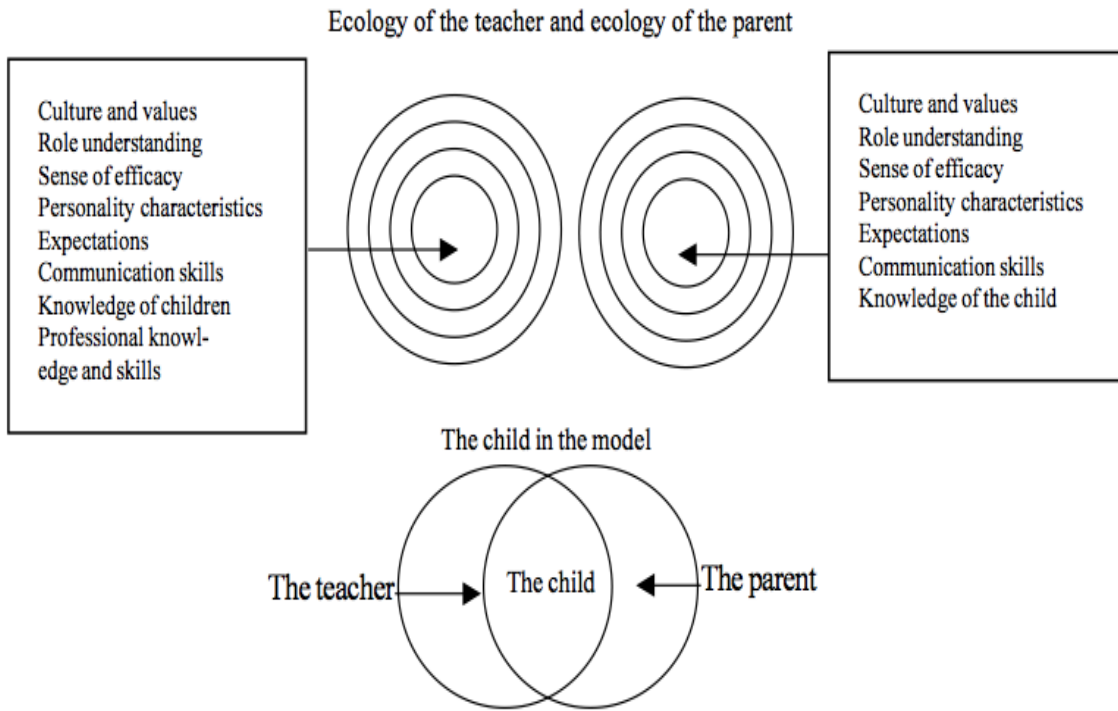 Ecology of the teacher and ecology of the parent
Culture and values
Role understanding
Sense of efficacy
Personality characteristics
Expectations
Communication skills
Knowledge of children
Professional knowl-
edge and skills
Culture and values
Role understanding
Sense of efficacy
Personality characteristics
Expectations
Communication skills
Knowledge of the child
The child in the model
The teacher
The child
The parent